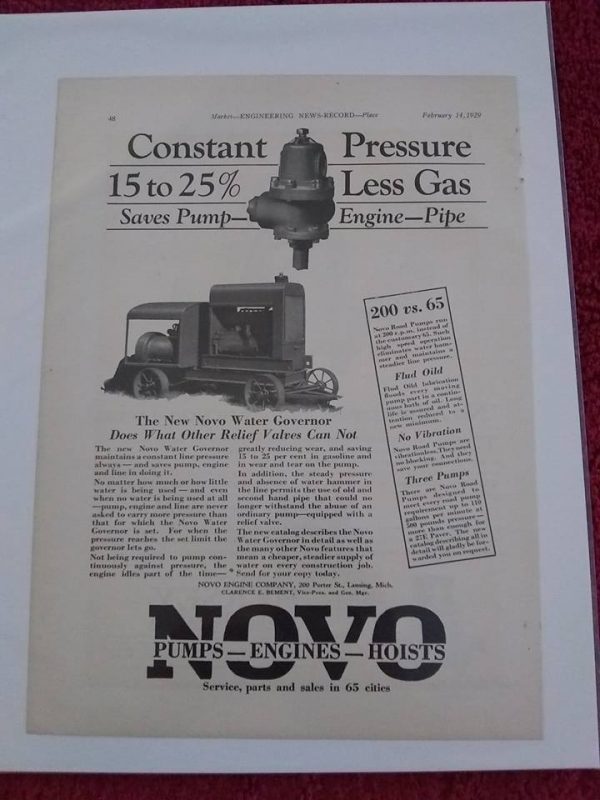 48
Market—ENGINEERING NEWS-RECORD—Place
February 14, 1929
Constant Pressure
15 to 25% Less Gas
Saves Pump—Engine—Pipe
The New Novo Water Governor
Does What Other Relief Valves Can Not
The new Novo Water Governor
maintains a constant line pressure
always—and saves pump, engine
and line in doing it.
No matter how much or how little
water is being used—and even
when no water is being used at all
—pump, engine and line are never
asked to carry more pressure than
that for which the Novo Water
Governor is set. For when the
pressure reaches the set limit the
governor lets go.
Not being required to pump con-
tinuously against the pressure, the
engine idles part of the time—
greatly reducing wear, and saving
15 to 25 per cent in gasoline and
in wear and tear on the pump.
In addition, the steady pressure
and absence of water hammer in
the line permits the use of old and
second hand pipe that could no
longer withstand the abuse of an
ordinary pump—equipped with a
relief valve.
The new catalog describes the Novo
Water Governor in detail as well as
the many other Novo features that
mean a cheaper, steadier supply of
water on every construction job.
Send for your copy today.
200 vs. 65
Novo Road Pumps run
at 200 r.p.m. instead of
the customary 65. Such
high speed operation
eliminates water ham-
mer and maintains a
steadier line pressure.
Flud Oild
Flud Oild lubrication
floods every moving
pump part in a contin-
uous bath of oil. Long
life is assured and at-
tention reduced to a
new minimum.
No Vibration
Novo Road Pumps are
vibrationless. They need
no blocking. And they
save your connections.
Three Pumps
There are Novo Road
Pumps designed to
meet every road pump
requirement up to 110
gallons per minute at
500 pounds pressure—
more than enough for
a 27E Paver. The new
catalog describing all in
detail will gladly be for-
warded you on request.
NOVO ENGINE COMPANY, 200 Porter St., Lansing, Mich.
CLARENCE E. BEMENT, Vice-Pres. and Gen. Mgr.
NOVO
PUMPS—ENGINES—HOISTS
Service, parts and sales in 65 cities